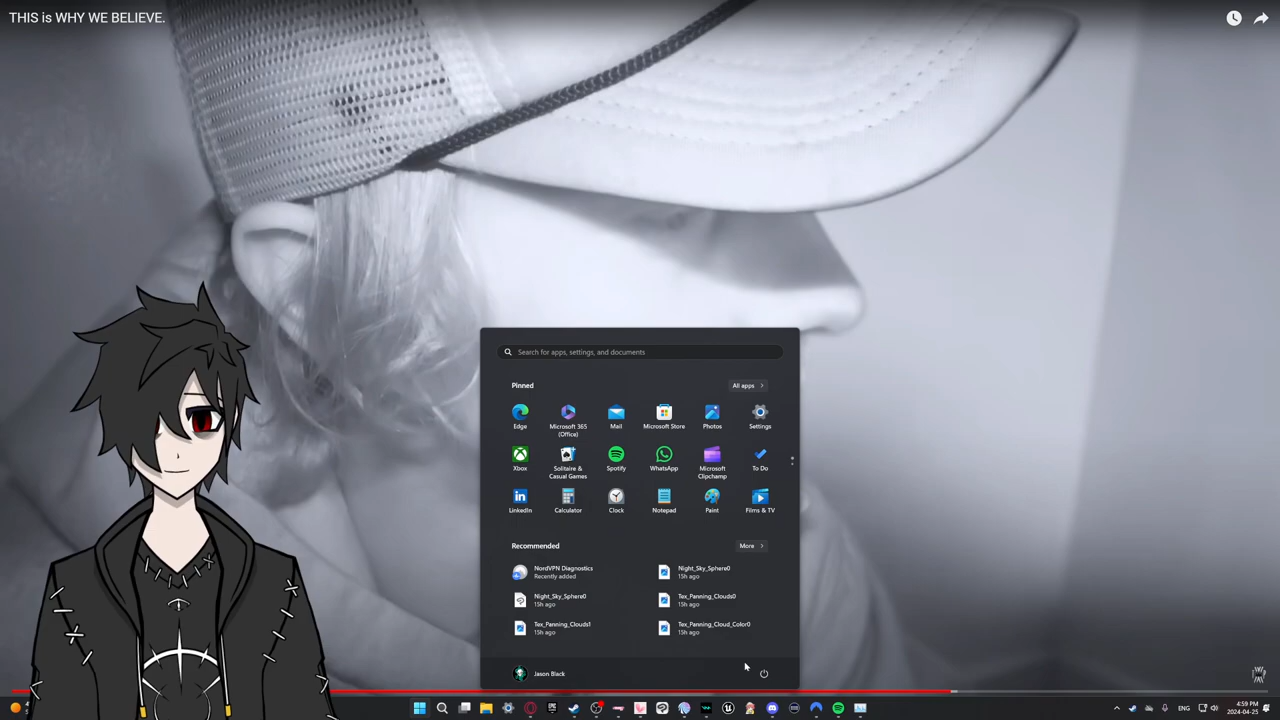 THIS is WHY WE BELIEVE.
Search for apps, settings, and documents
Pinned
All apps
Edge
Microsoft 365
(Office)
Mail
Microsoft Store
Photos
Settings
Xbox
Solitaire &
Casual Games
Spotify
WhatsApp
Microsoft
Clipchamp
To Do
LinkedIn
Calculator
Clock
Notepad
Paint
Films & TV
Recommended
More
NordVPN Diagnostics
Recently added
Night_Sky_Sphere0
15h ago
Night_Sky_Sphere0
15h ago
Tex_Panning_Clouds0
15h ago
Tex_Panning_Clouds1
15h ago
Tex_Panning_Cloud_Color0
15h ago
Jason Black
ENG
4:59 PM
2024-04-25